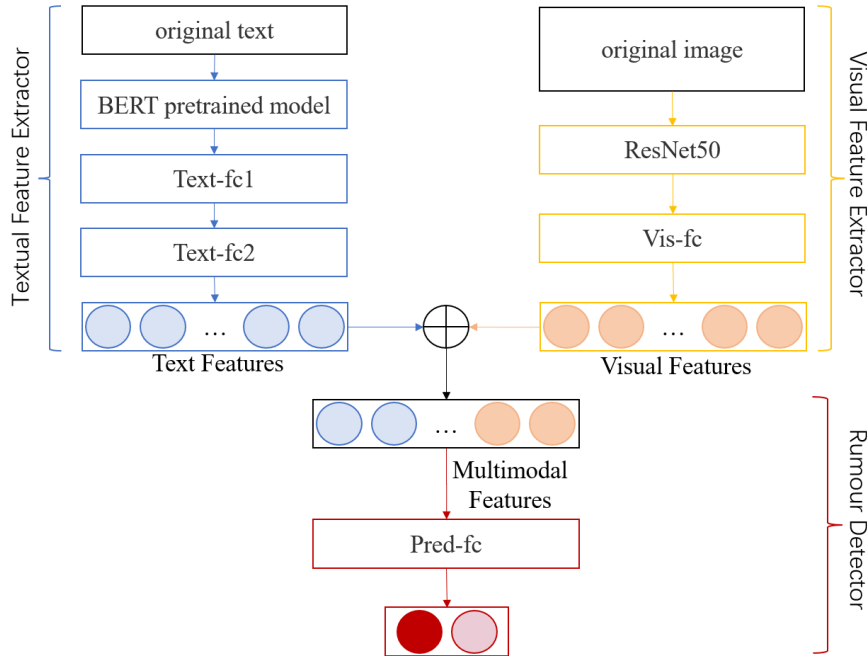 Textual Feature Extractor
original text
BERT pretrained model
Text-fc1
Text-fc2
...
Text Features
Visual Feature Extractor
original image
ResNet50
Vis-fc
...
Visual Features
Rumour Detector
...
Multimodal
Features
Pred-fc